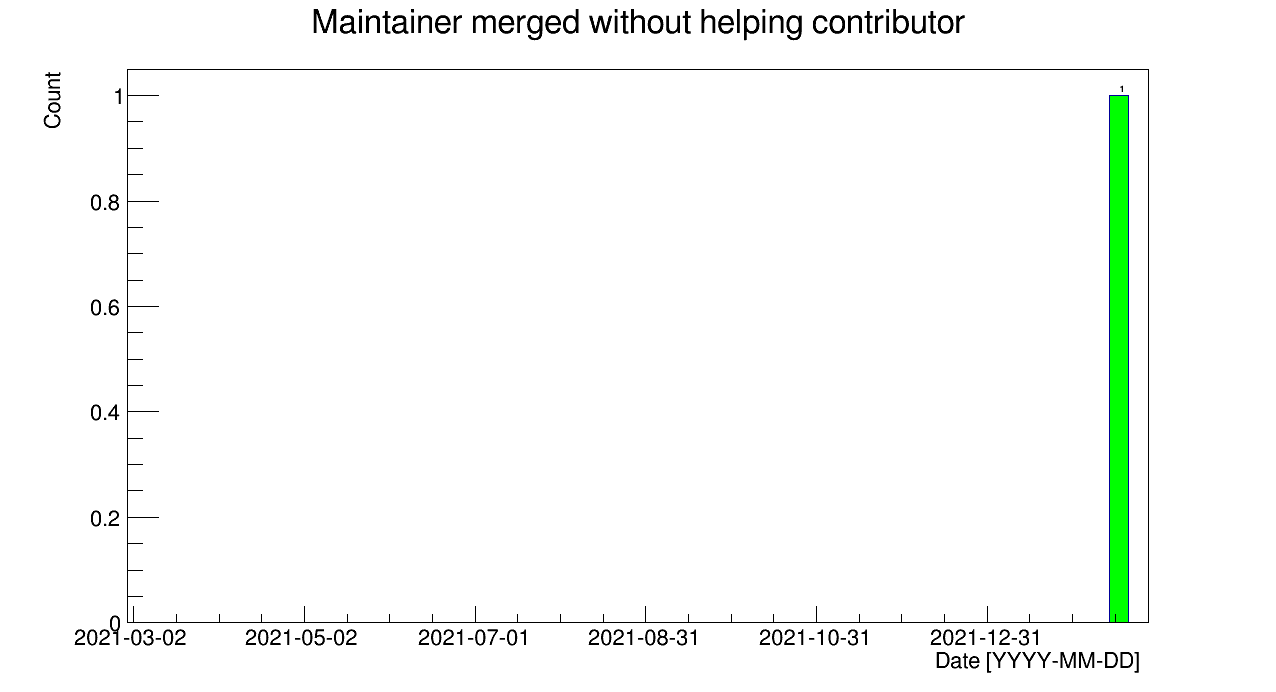 Maintainer merged without helping contributor
Count
1
1
0.8
0.6
0.4
0.2
0
2021-03-02 2021-05-02 2021-07-01 2021-08-31 2021-10-31 2021-12-31
Date [YYYY-MM-DD]